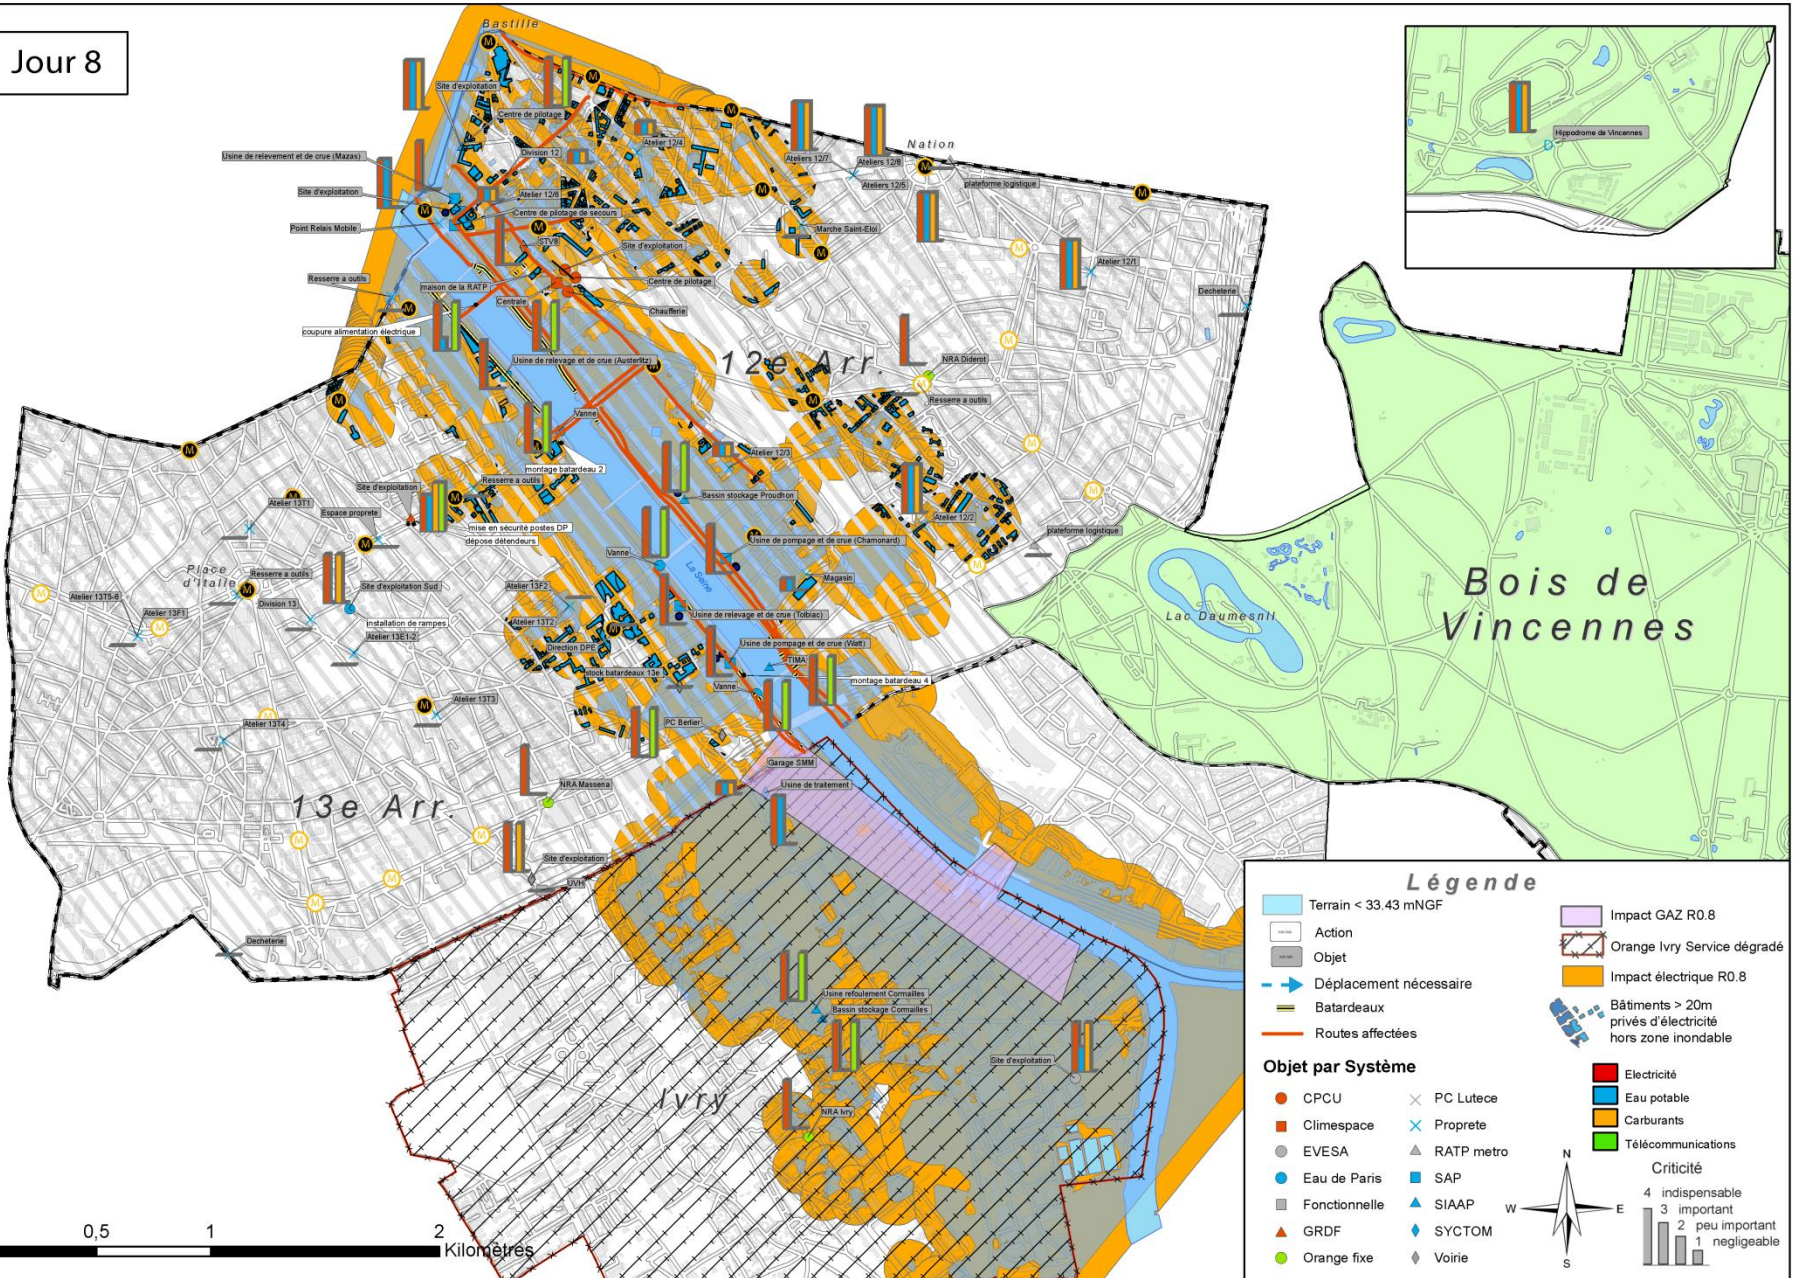 Jour 8
Bastille
Site d'exploitation
Centre de pilotage
Usine de relevement et de crue (Mazas)
Division 12
Atelier 12/4
Ateliers 12/7
Ateliers 12/8
Nation
Ateliers 12/5
plateforme logistique
Hippodrome de Vincennes
Site d'exploitation
Atelier 12/6
Centre de pilotage de secours
Point Relais Mobile
STV8
Site d'exploitation
Marche Saint-Eloi
Resserre a outils
maison de la RATP
Centre de pilotage
Atelier 12/1
Centrale
Chaufferie
Decheterie
coupure alimentation électrique
Usine de relevage et de crue (Austerlitz)
12e Arr.
NRA Diderot
Resserre a outils
Vanne
montage batardeau 2
Atelier 12/3
Site d'exploitation
Resserre a outils
Atelier 13T1
Espace proprete
Bassin stockage Proudhon
mise en sécurité postes DP
dépose détendeurs
Atelier 12/2
plateforme logistique
Usine de pompage et de crue (Chamonard)
Vanne
La Seine
Place d'Italie
Resserre a outils
Site d'exploitation Sud
Atelier 13F2
Magasin
Bois de Vincennes
Lac Daumesnil
Atelier 13T5-6
Atelier 13F1
Division 13
installation de rampes
Atelier 13T2
Usine de relevage et de crue (Tolbiac)
Atelier 13E1-2
Direction DPE
Usine de pompage et de crue (Watt)
TIMA
stock batardeaux 13e
Vanne
montage batardeau 4
Atelier 13T3
Atelier 13T4
PC Bertier
Garage SMM
NRA Massena
Usine de traitement
13e Arr.
Site d'exploitation
UVH
Decheterie
Usine refoulement Cornailles
Bassin stockage Cornailles
Site d'exploitation
Ivry
NRA Ivry
0,5
1
2
Kilomètres
Légende
Terrain < 33.43 mNGF
Action
Objet
Déplacement nécessaire
Batardeaux
Routes affectées
Impact GAZ R0.8
Orange Ivry Service dégradé
Impact électrique R0.8
Bâtiments > 20m
privés d'électricité
hors zone inondable
Objet par Système
CPCU
Climespace
EVESA
Eau de Paris
Fonctionnelle
GRDF
Orange fixe
PC Lutece
Proprete
RATP metro
SAP
SIAAP
SYCTOM
Voirie
Electricité
Eau potable
Carburants
Télécommunications
Criticité
4 indispensable
3 important
2 peu important
1 negligeable
N
W
E
S